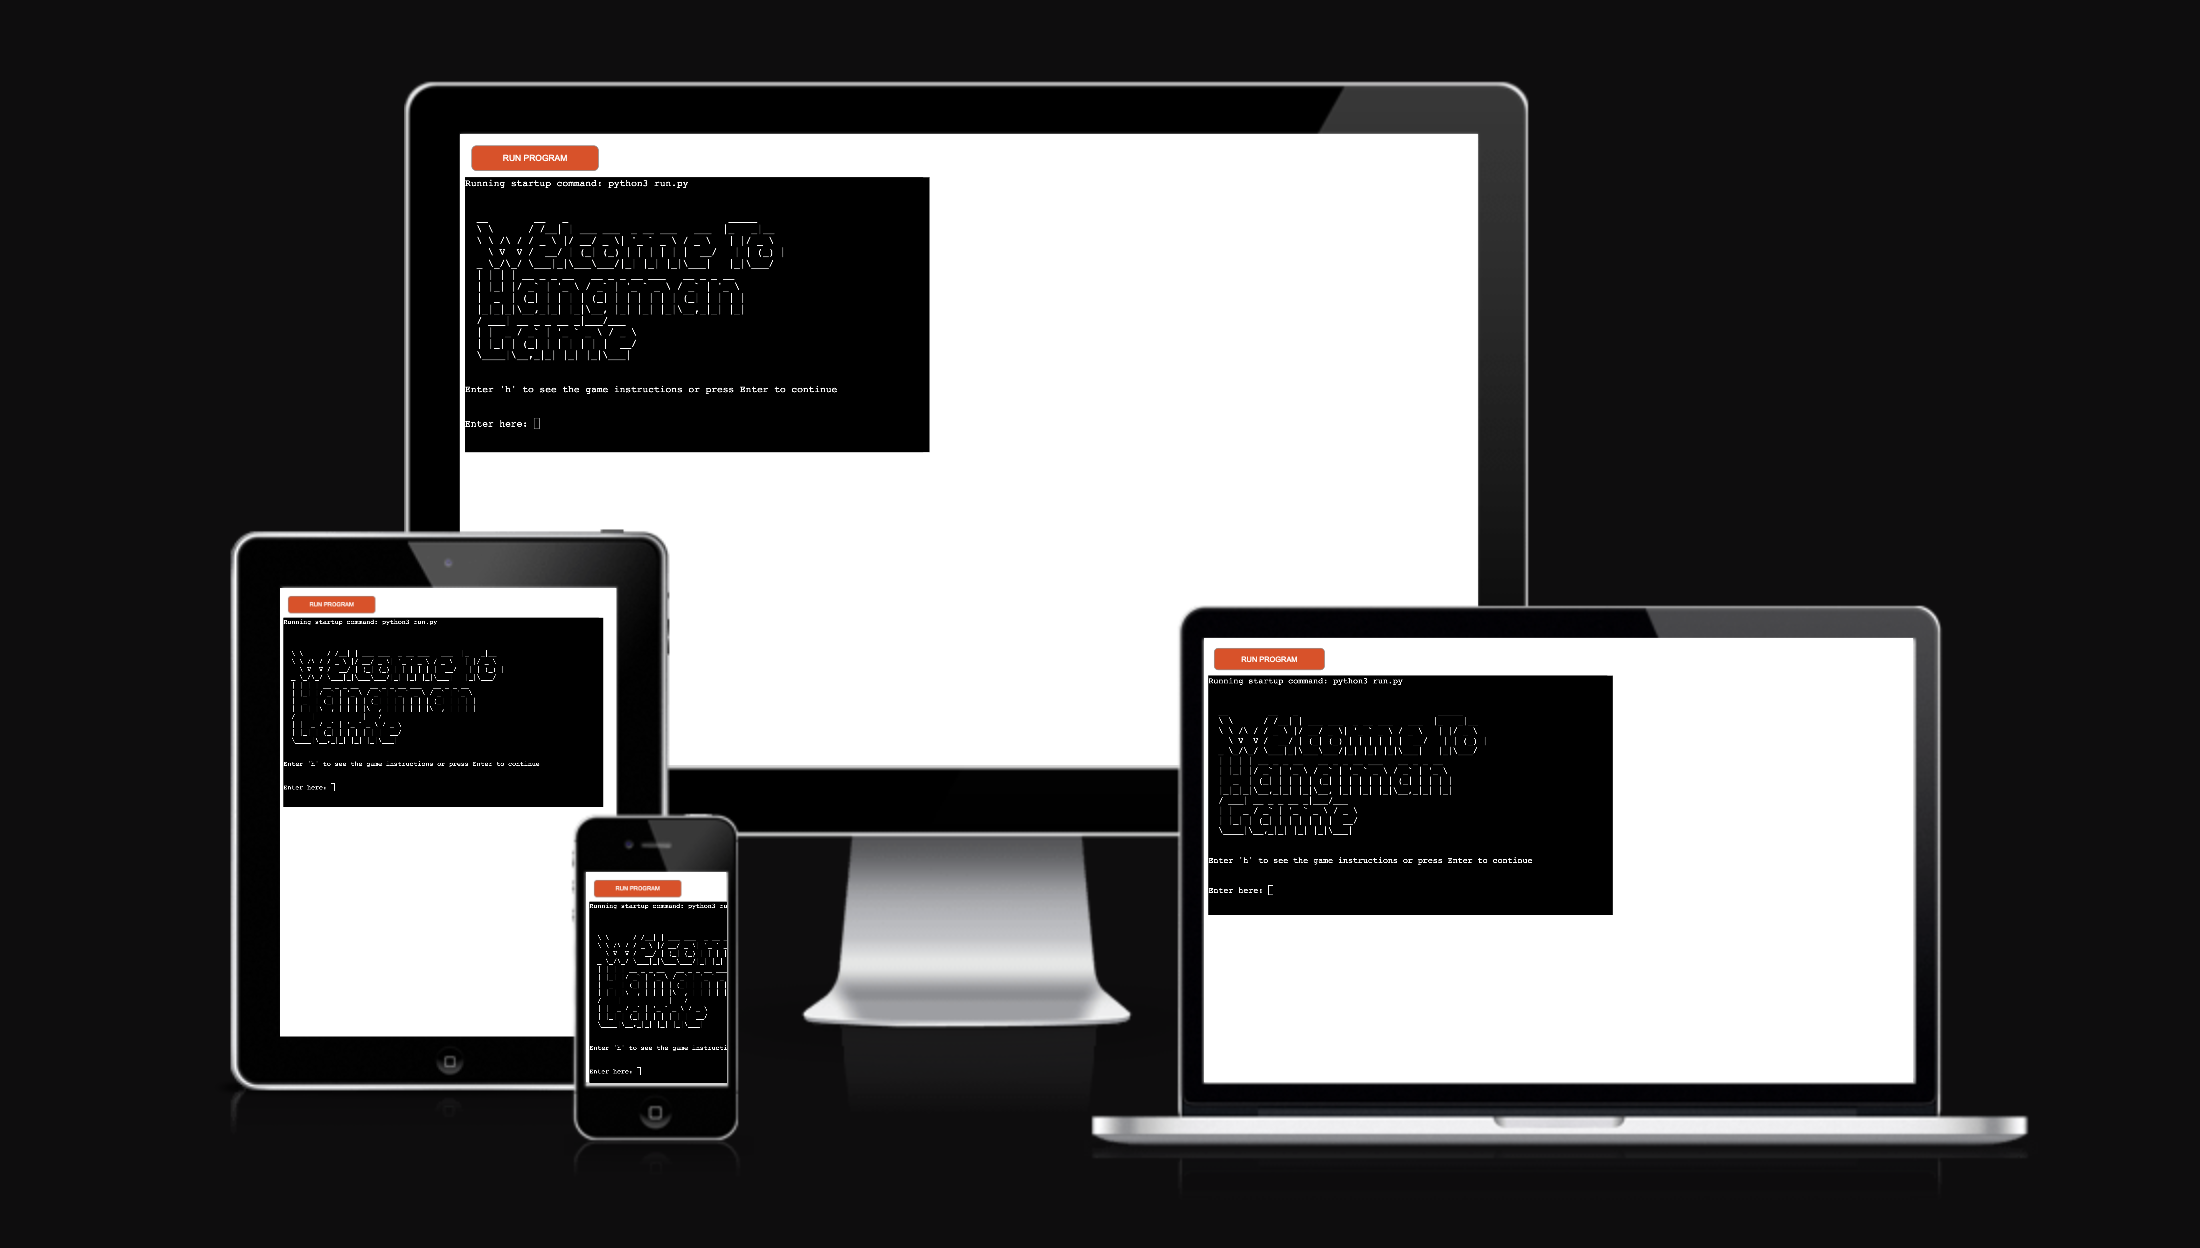 RUN PROGRAM
Running startup command: python3 run.py
Welcome To
Hangman
Game
Enter 'h' to see the game instructions or press Enter to continue
Enter here:
RUN PROGRAM
Running startup command: python3 run.py
Welcome To
Hangman
Game
Enter 'h' to see the game instructions or press Enter to continue
Enter here:
RUN PROGRAM
Running startup command: python3 ru
Welcom
Hangm
Game
Enter 'h' to see the game instructi
Enter here:
RUN PROGRAM
Running startup command: python3 run.py
Welcome To
Hangman
Game
Enter 'h' to see the game instructions or press Enter to continue
Enter here: